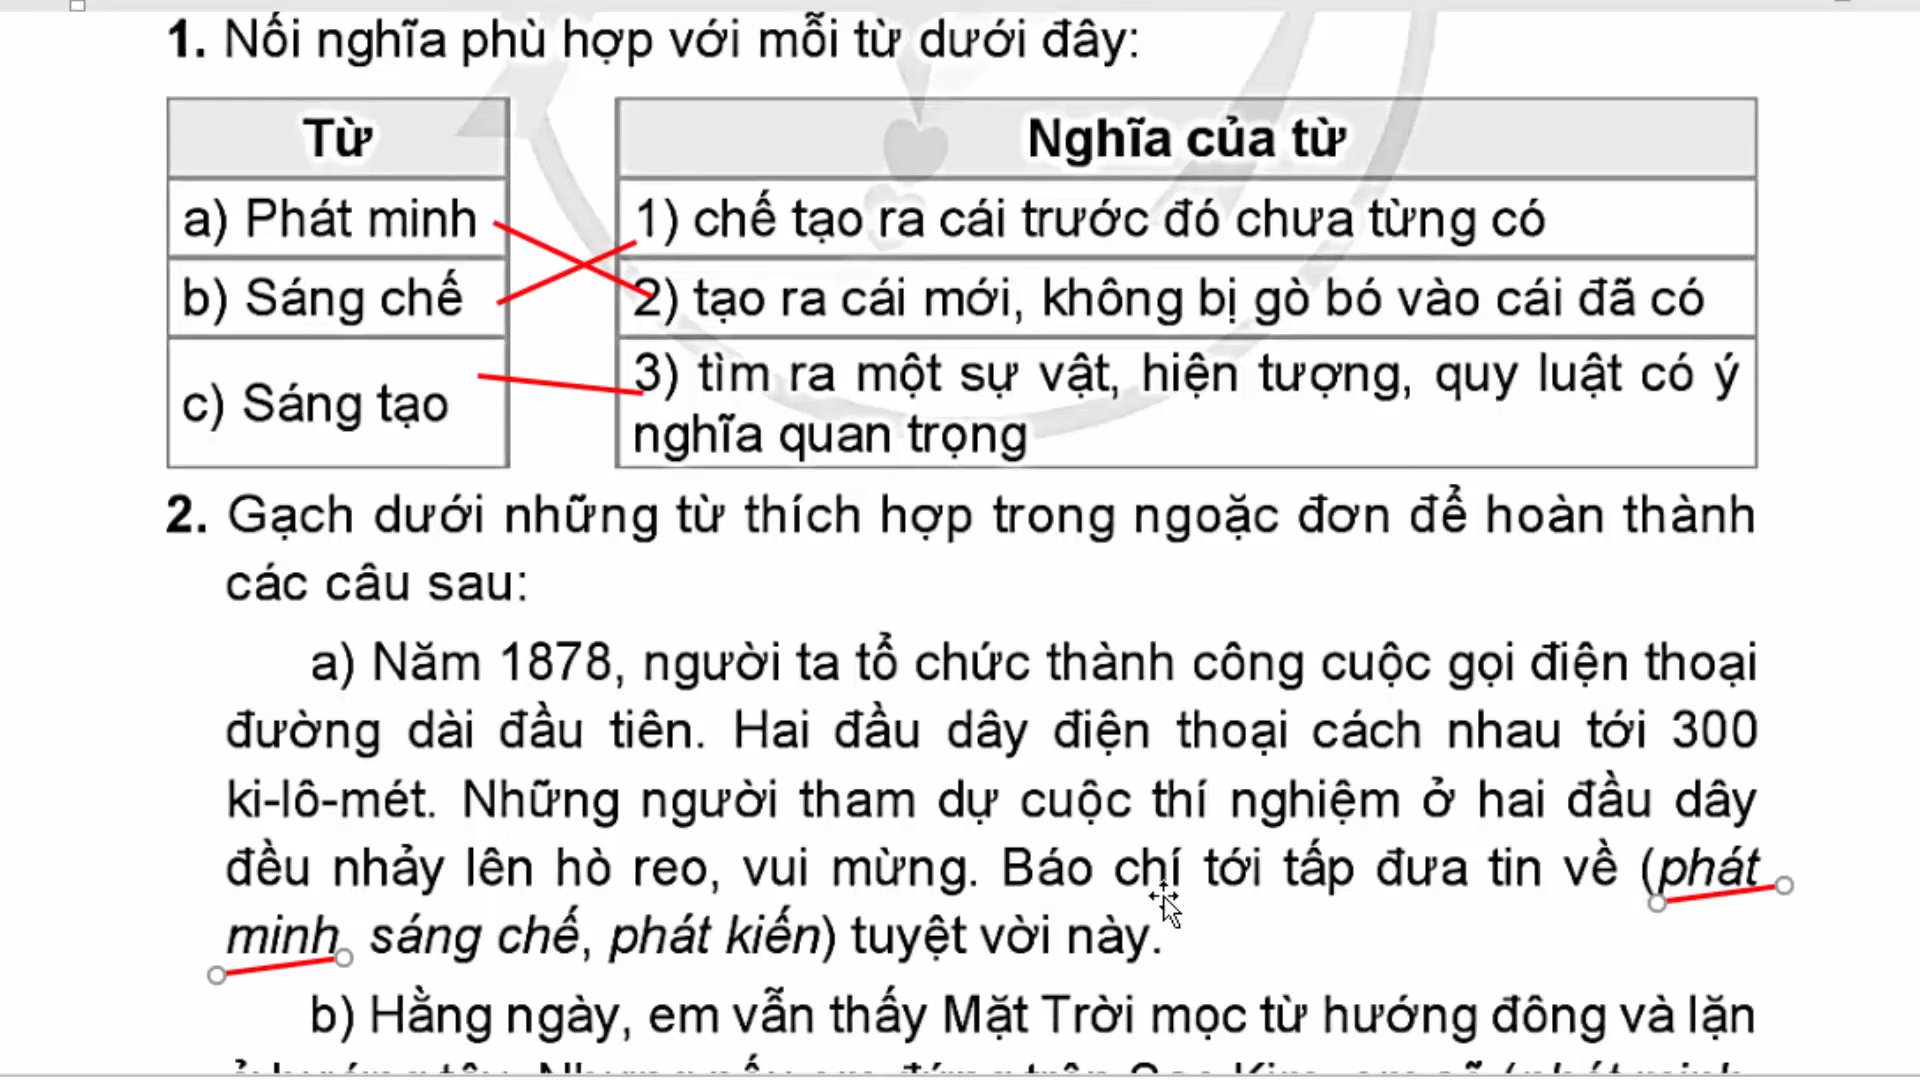 1. Nối nghĩa phù hợp với mỗi từ dưới đây:
Từ
Nghĩa của từ
a) Phát minh
1) chế tạo ra cái trước đó chưa từng có
b) Sáng chế
2) tạo ra cái mới, không bị gò bó vào cái đã có
c) Sáng tạo
3) tìm ra một sự vật, hiện tượng, quy luật có ý
nghĩa quan trọng
2. Gạch dưới những từ thích hợp trong ngoặc đơn để hoàn thành
các câu sau:
a) Năm 1878, người ta tổ chức thành công cuộc gọi điện thoại
đường dài đầu tiên. Hai đầu dây điện thoại cách nhau tới 300
ki-lô-mét. Những người tham dự cuộc thí nghiệm ở hai đầu dây
đều nhảy lên hò reo, vui mừng. Báo chí tới tấp đưa tin về (phát
minh, sáng chế, phát kiến) tuyệt vời này.
b) Hằng ngày, em vẫn thấy Mặt Trời mọc từ hướng đông và lặn